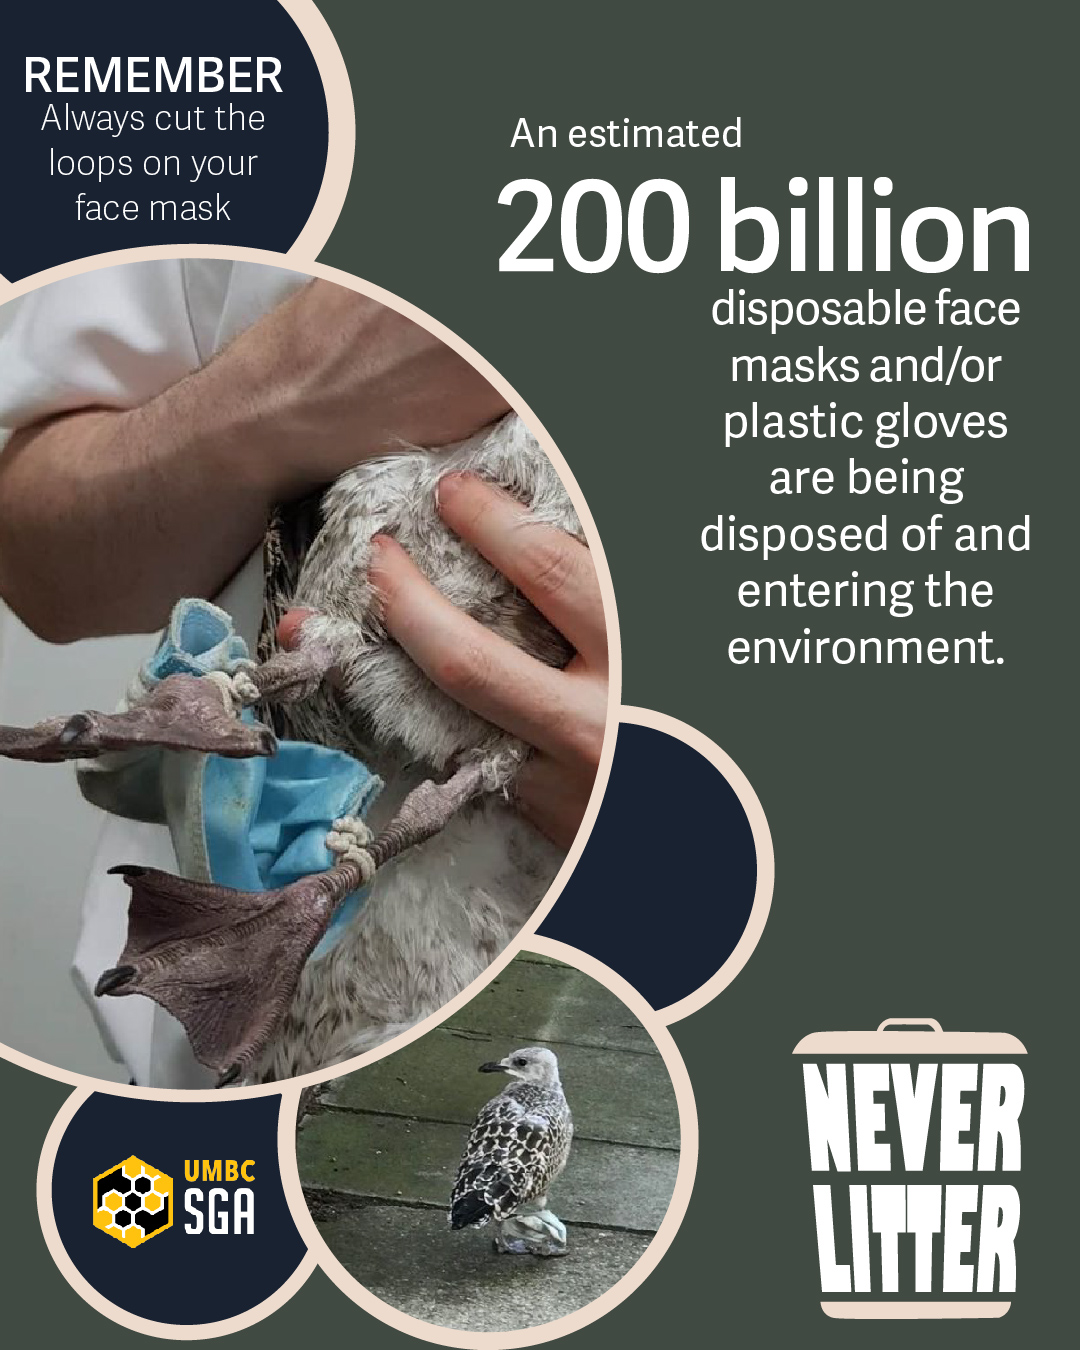 REMEMBER
Always cut the
loops on your
face mask
An estimated
200 billion
disposable face
masks and/or
plastic gloves
are being
disposed of and
entering the
environment.
UMBC
SGA
NEVER
LITTER